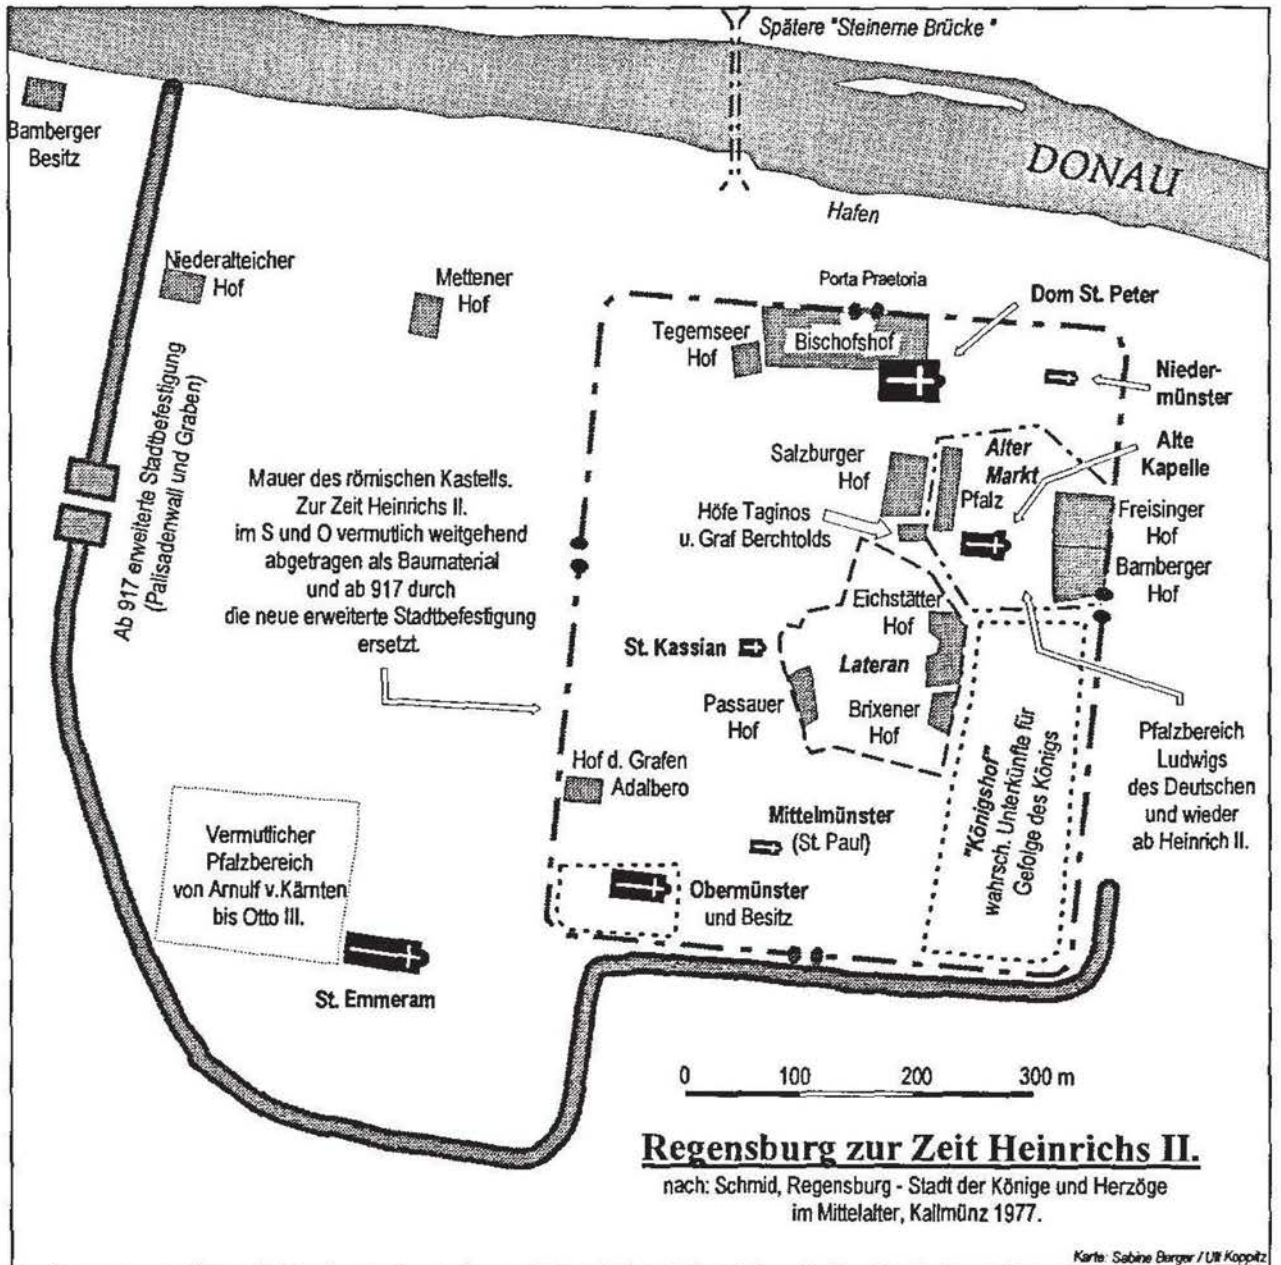 Spätere "Steinerne Brücke"
DONAU
Hafen
Bamberger
Besitz
Niederalteicher
Hof
Mettener
Hof
Porta Praetoria
Dom St. Peter
Tegernseer
Hof
Bischofshof
Nieder-
münster
Ab 917 erweiterte Stadtbefestigung
(Palisadenwall und Graben)
Mauer des römischen Kastells.
Zur Zeit Heinrichs II.
im S und O vermutlich weitgehend
abgetragen als Baumaterial
und ab 917 durch
die neue erweiterte Stadtbefestigung
ersetzt.
Salzburger
Hof
Alter
Markt
Alte
Kapelle
Pfalz
Höfe Taginos
u. Graf Berchtolds
Freisinger
Hof
Bamberger
Hof
Eichstätter
Hof
St. Kassian
Lateran
Passauer
Hof
Brixener
Hof
"Königshof"
wahrsch. Unterkünfte für
Gefolge des Königs
Pfalzbereich
Ludwigs
des Deutschen
und wieder
ab Heinrich II.
Hof d. Grafen
Adalbero
Mittelmünster
(St. Paul)
Vermutlicher
Pfalzbereich
von Arnulf v.Kärnten
bis Otto III.
Obermünster
und Besitz
St. Emmeram
0 100 200 300 m
Regensburg zur Zeit Heinrichs II.
nach: Schmid, Regensburg - Stadt der Könige und Herzöge
im Mittelalter, Kallmünz 1977.
Karte: Sabine Berger / Ulf Koppitz